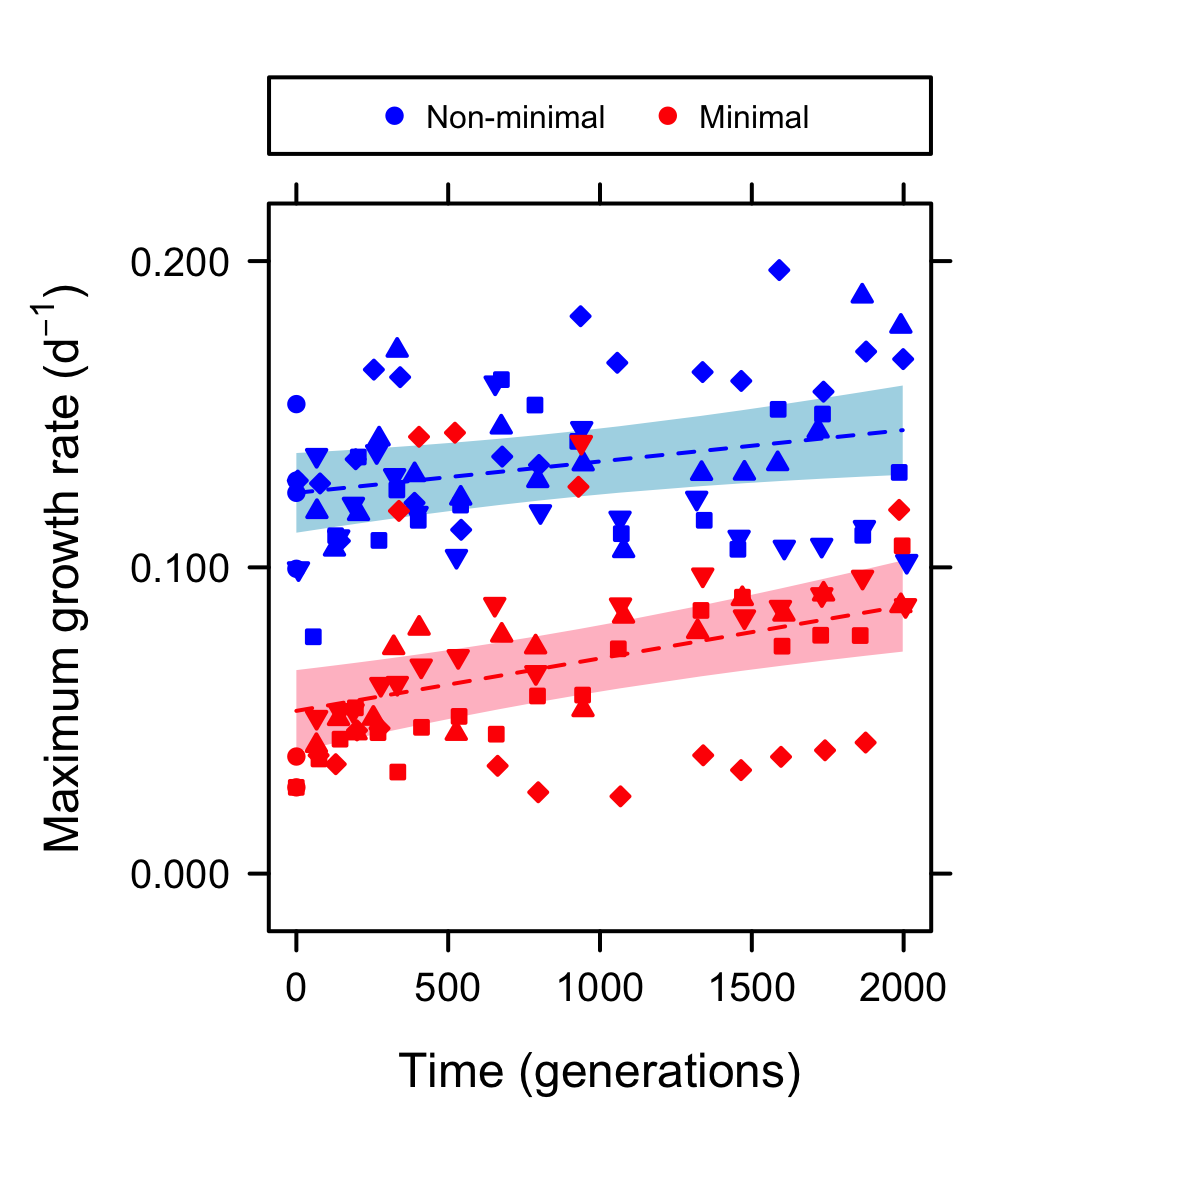 Non-minimal Minimal
Maximum growth rate (d⁻¹)
0.200
0.100
0.000
0 500 1000 1500 2000
Time (generations)